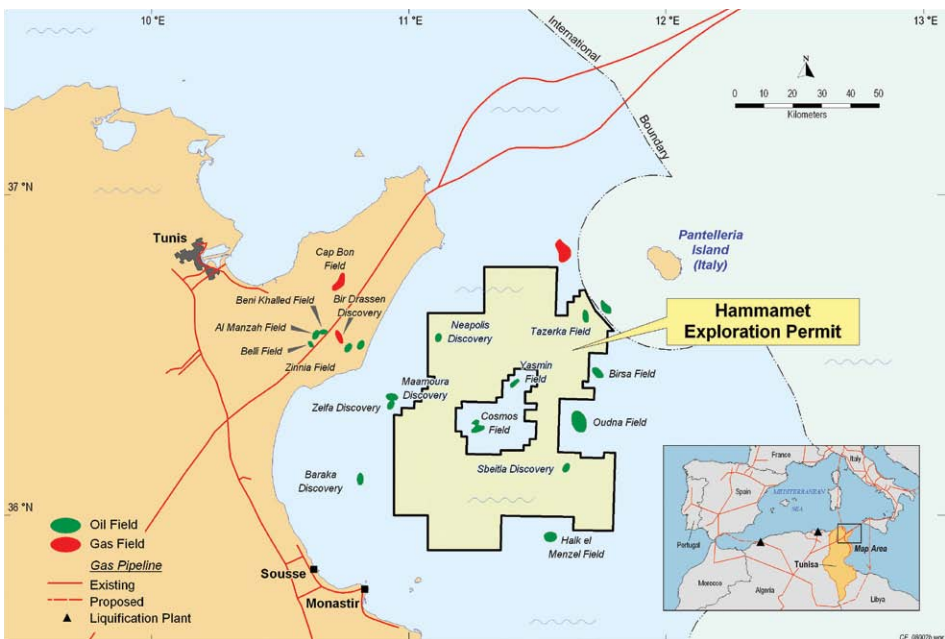 10 °E
11 °E
12 °E
13 °E
International
Boundary
N
0 10 20 30 40 50
Kilometers
37 °N
Tunis
Cap Bon
Field
Pantelleria
Island
(Italy)
Beni Khalled Field
Bir Drassen
Discovery
Al Manzah Field
Belli Field
Zinnia Field
Neapolis
Discovery
Tazerka Field
Hammamet
Exploration Permit
Yasmin
Field
Birsa Field
Maamoura
Discovery
Zelfa Discovery
Cosmos
Field
Oudna Field
Baraka
Discovery
Sbeitla Discovery
36 °N
Halk el
Menzel Field
Oil Field
Gas Field
Gas Pipeline
Existing
Proposed
Liquification Plant
Sousse
Monastir
France
Italy
Spain
MEDITERRANEAN
SEA
Portugal
Map Area
Tunisa
Morocco
Algeria
Libya